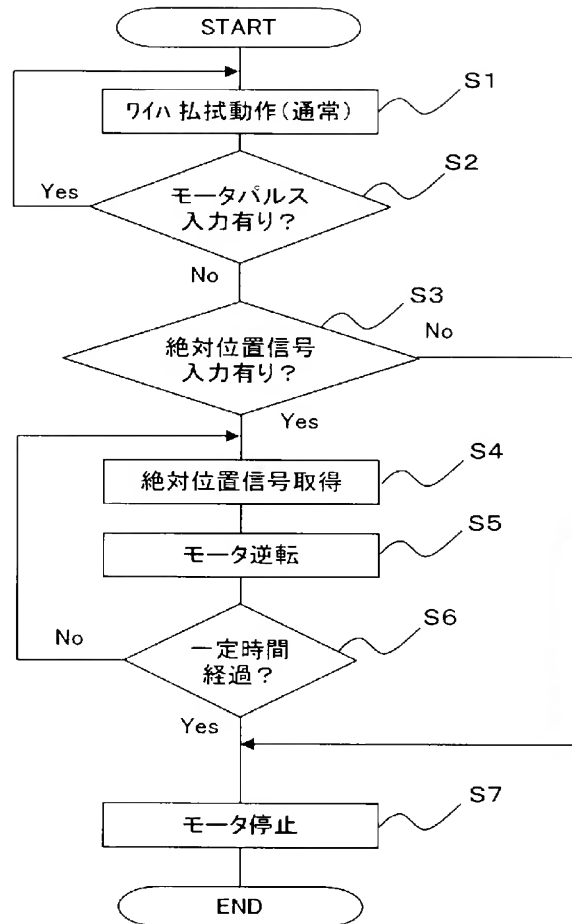 START
S1
ワイパ 払拭動作(通常)
S2
Yes
モータパルス
入力有り?
No
S3
No
絶対位置信号
入力有り?
Yes
S4
絶対位置信号取得
S5
モータ逆転
S6
No
一定時間
経過?
Yes
S7
モータ停止
END